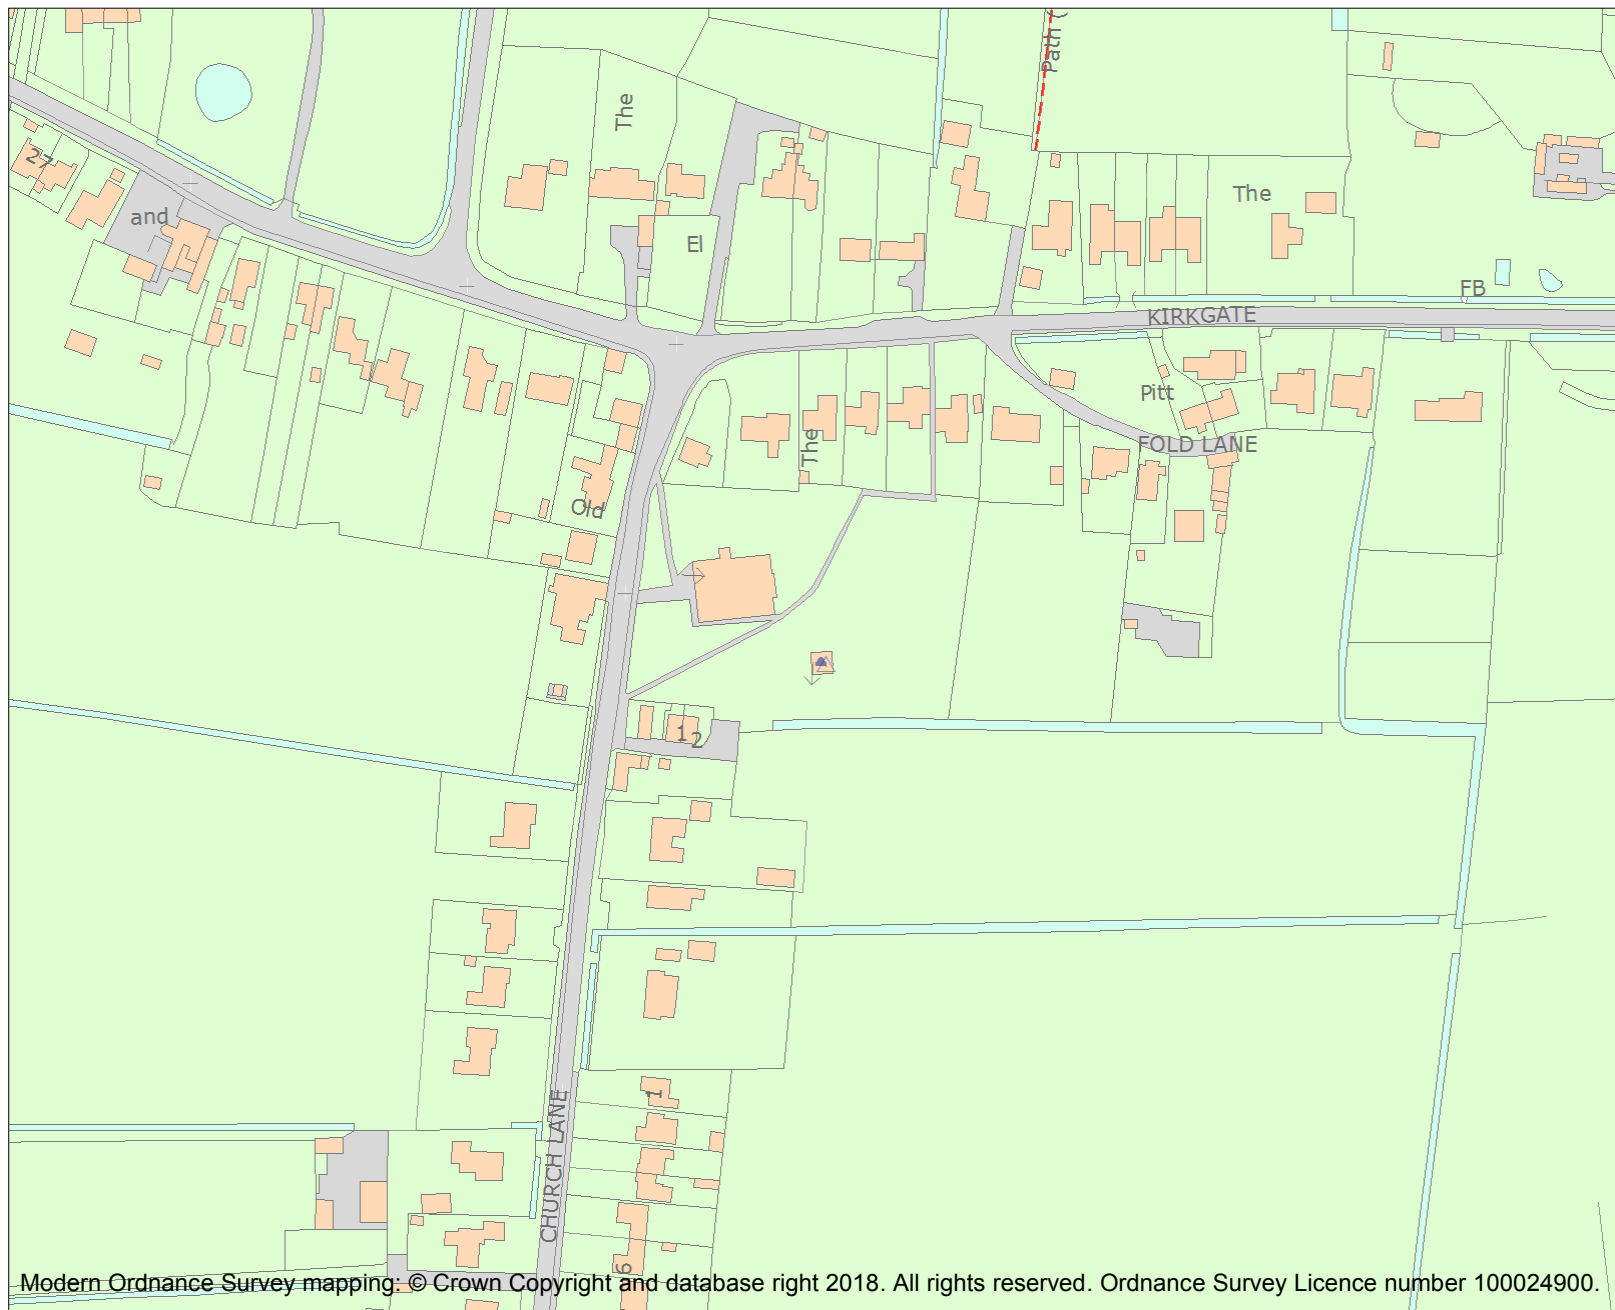 Path (
The
27
The
and
El
FB
KIRKGATE
Pitt
The
FOLD LANE
Old
1
2
1
CHURCH LANE
6
Modern Ordnance Survey mapping: © Crown Copyright and database right 2018. All rights reserved. Ordnance Survey Licence number 100024900.